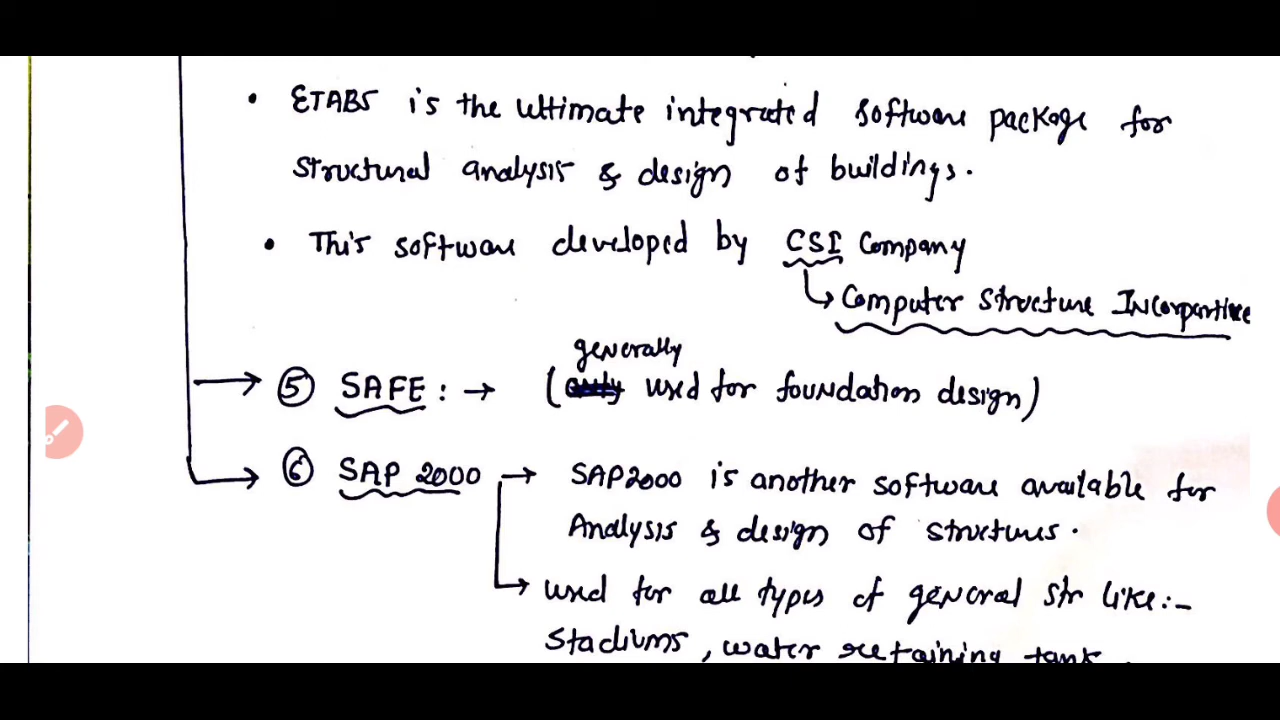 • ETABS is the ultimate integrated software package for
structural analysis & design of buildings.
• This software developed by CSI Company
↳ Computer Structure
generally
→ ⑤ SAFE : → ( used for foundation design)
→ ⑥ SAP 2000 → SAP2000 is another software available for
Analysis & design of structures.
→ used for all types of general str like:-
Stadiums, water retaining tank